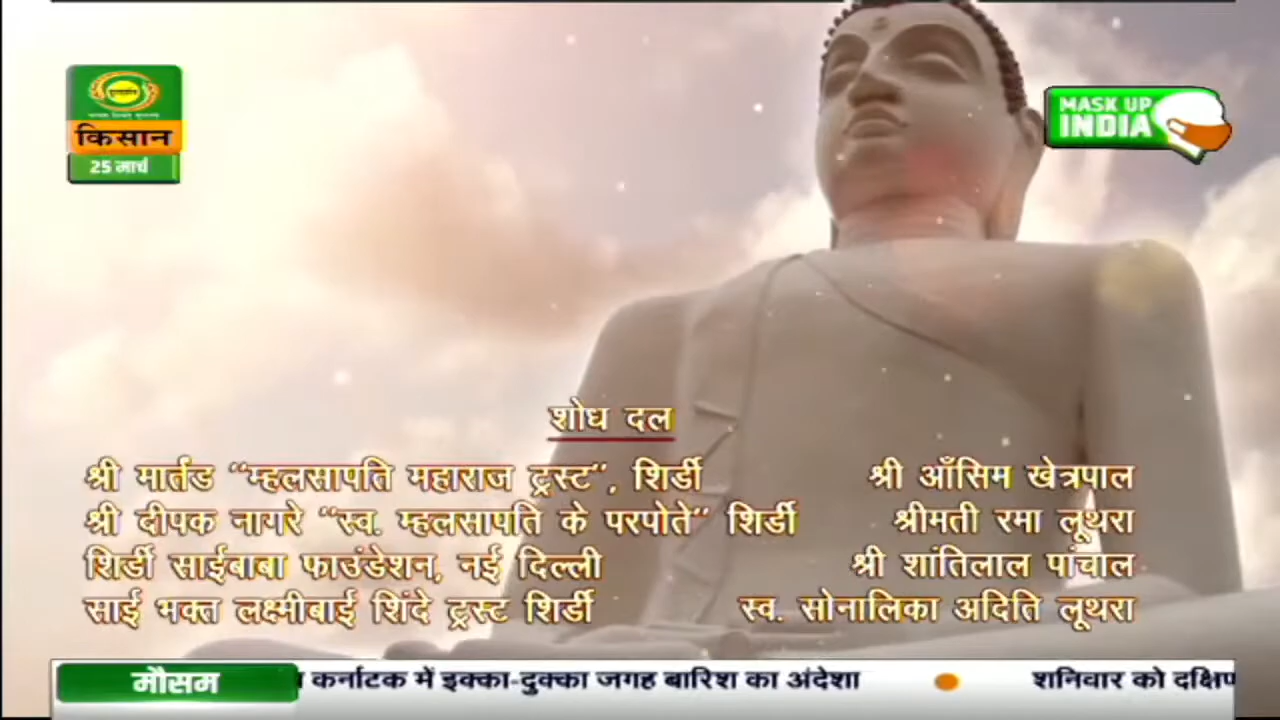 किसान
25 मार्च
MASK UP
INDIA
शोध दल
श्री मार्तंड “म्हलसापति महाराज ट्रस्ट”, शिर्डी
श्री ऑंसिम खेत्रपाल
श्री दीपक नागरे “स्व. म्हलसापति के परपोते” शिर्डी
श्रीमती रमा लूथरा
शिर्डी साईबाबा फाउंडेशन, नई दिल्ली
श्री शांतिलाल पांचाल
साई भक्त लक्ष्मीबाई शिंदे ट्रस्ट शिर्डी
स्व. सोनालिका अदिति लूथरा
मौसम
कर्नाटक में इक्का-दुक्का जगह बारिश का अंदेशा
शनिवार को दक्षिण